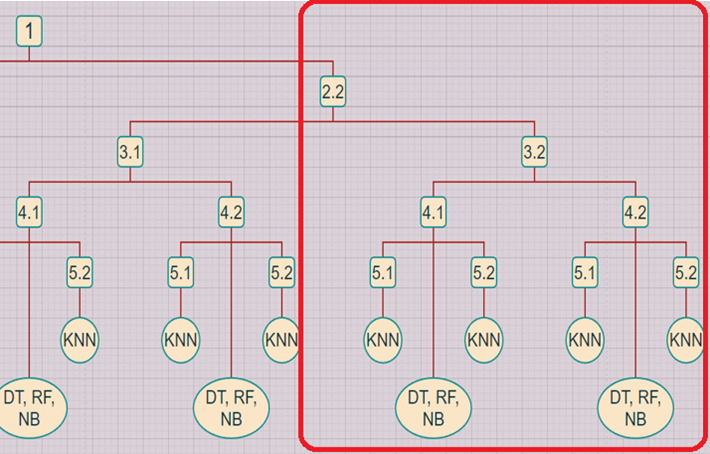 1
2.2
3.1
3.2
4.1
4.2
4.1
4.2
5.2
5.1
5.2
5.1
5.2
5.1
5.2
KNN
KNN
KNN
KNN
KNN
KNN
KNN
DT, RF,
NB
DT, RF,
NB
DT, RF,
NB
DT, RF,
NB